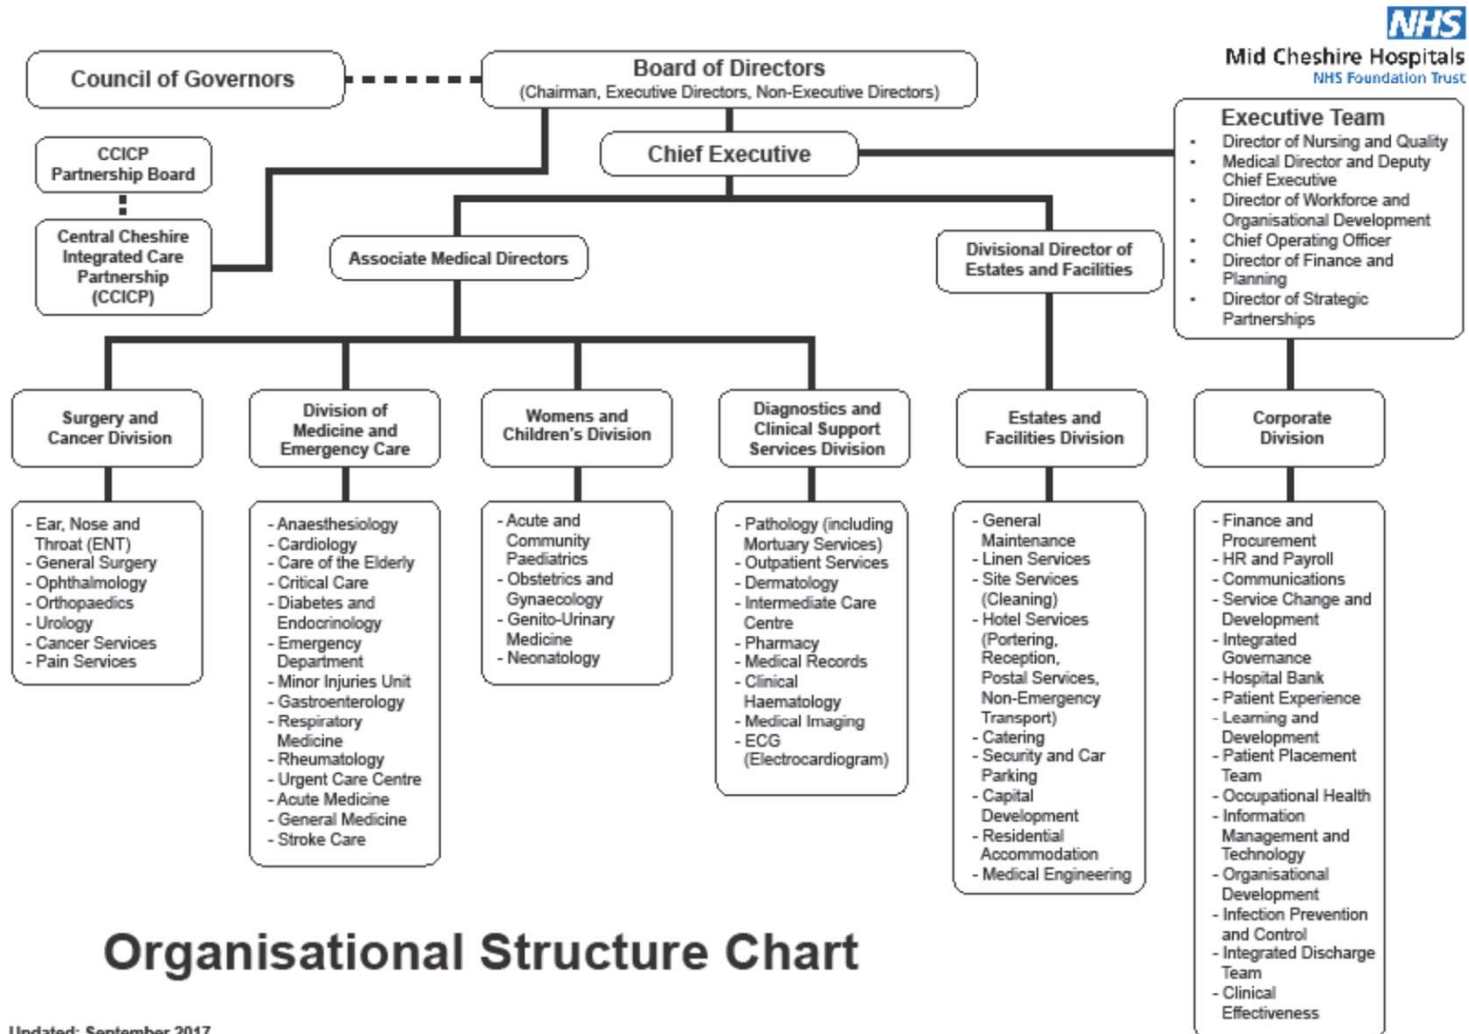 NHS
Mid Cheshire Hospitals
NHS Foundation Trust
Council of Governors
Board of Directors
(Chairman, Executive Directors, Non-Executive Directors)
CCICP
Partnership Board
Central Cheshire
Integrated Care
Partnership
(CCICP)
Chief Executive
Executive Team
• Director of Nursing and Quality
• Medical Director and Deputy
Chief Executive
• Director of Workforce and
Organisational Development
• Chief Operating Officer
• Director of Finance and
Planning
• Director of Strategic
Partnerships
Associate Medical Directors
Divisional Director of
Estates and Facilities
Surgery and
Cancer Division
- Ear, Nose and
Throat (ENT)
- General Surgery
- Ophthalmology
- Orthopaedics
- Urology
- Cancer Services
- Pain Services
Division of
Medicine and
Emergency Care
- Anaesthesiology
- Cardiology
- Care of the Elderly
- Critical Care
- Diabetes and
Endocrinology
- Emergency
Department
- Minor Injuries Unit
- Gastroenterology
- Respiratory
Medicine
- Rheumatology
- Urgent Care Centre
- Acute Medicine
- General Medicine
- Stroke Care
Womens and
Children's Division
- Acute and
Community
Paediatrics
- Obstetrics and
Gynaecology
- Genito-Urinary
Medicine
- Neonatology
Diagnostics and
Clinical Support
Services Division
- Pathology (including
Mortuary Services)
- Outpatient Services
- Dermatology
- Intermediate Care
Centre
- Pharmacy
- Medical Records
- Clinical
Haematology
- Medical Imaging
- ECG
(Electrocardiogram)
Estates and
Facilities Division
- General
Maintenance
- Linen Services
- Site Services
(Cleaning)
- Hotel Services
(Portering,
Reception,
Postal Services,
Non-Emergency
Transport)
- Catering
- Security and Car
Parking
- Capital
Development
- Residential
Accommodation
- Medical Engineering
Corporate
Division
- Finance and
Procurement
- HR and Payroll
- Communications
- Service Change and
Development
- Integrated
Governance
- Hospital Bank
- Patient Experience
- Learning and
Development
- Patient Placement
Team
- Occupational Health
- Information
Management and
Technology
- Organisational
Development
- Infection Prevention
and Control
- Integrated Discharge
Team
- Clinical
Effectiveness
Organisational Structure Chart
Updated: September 2017